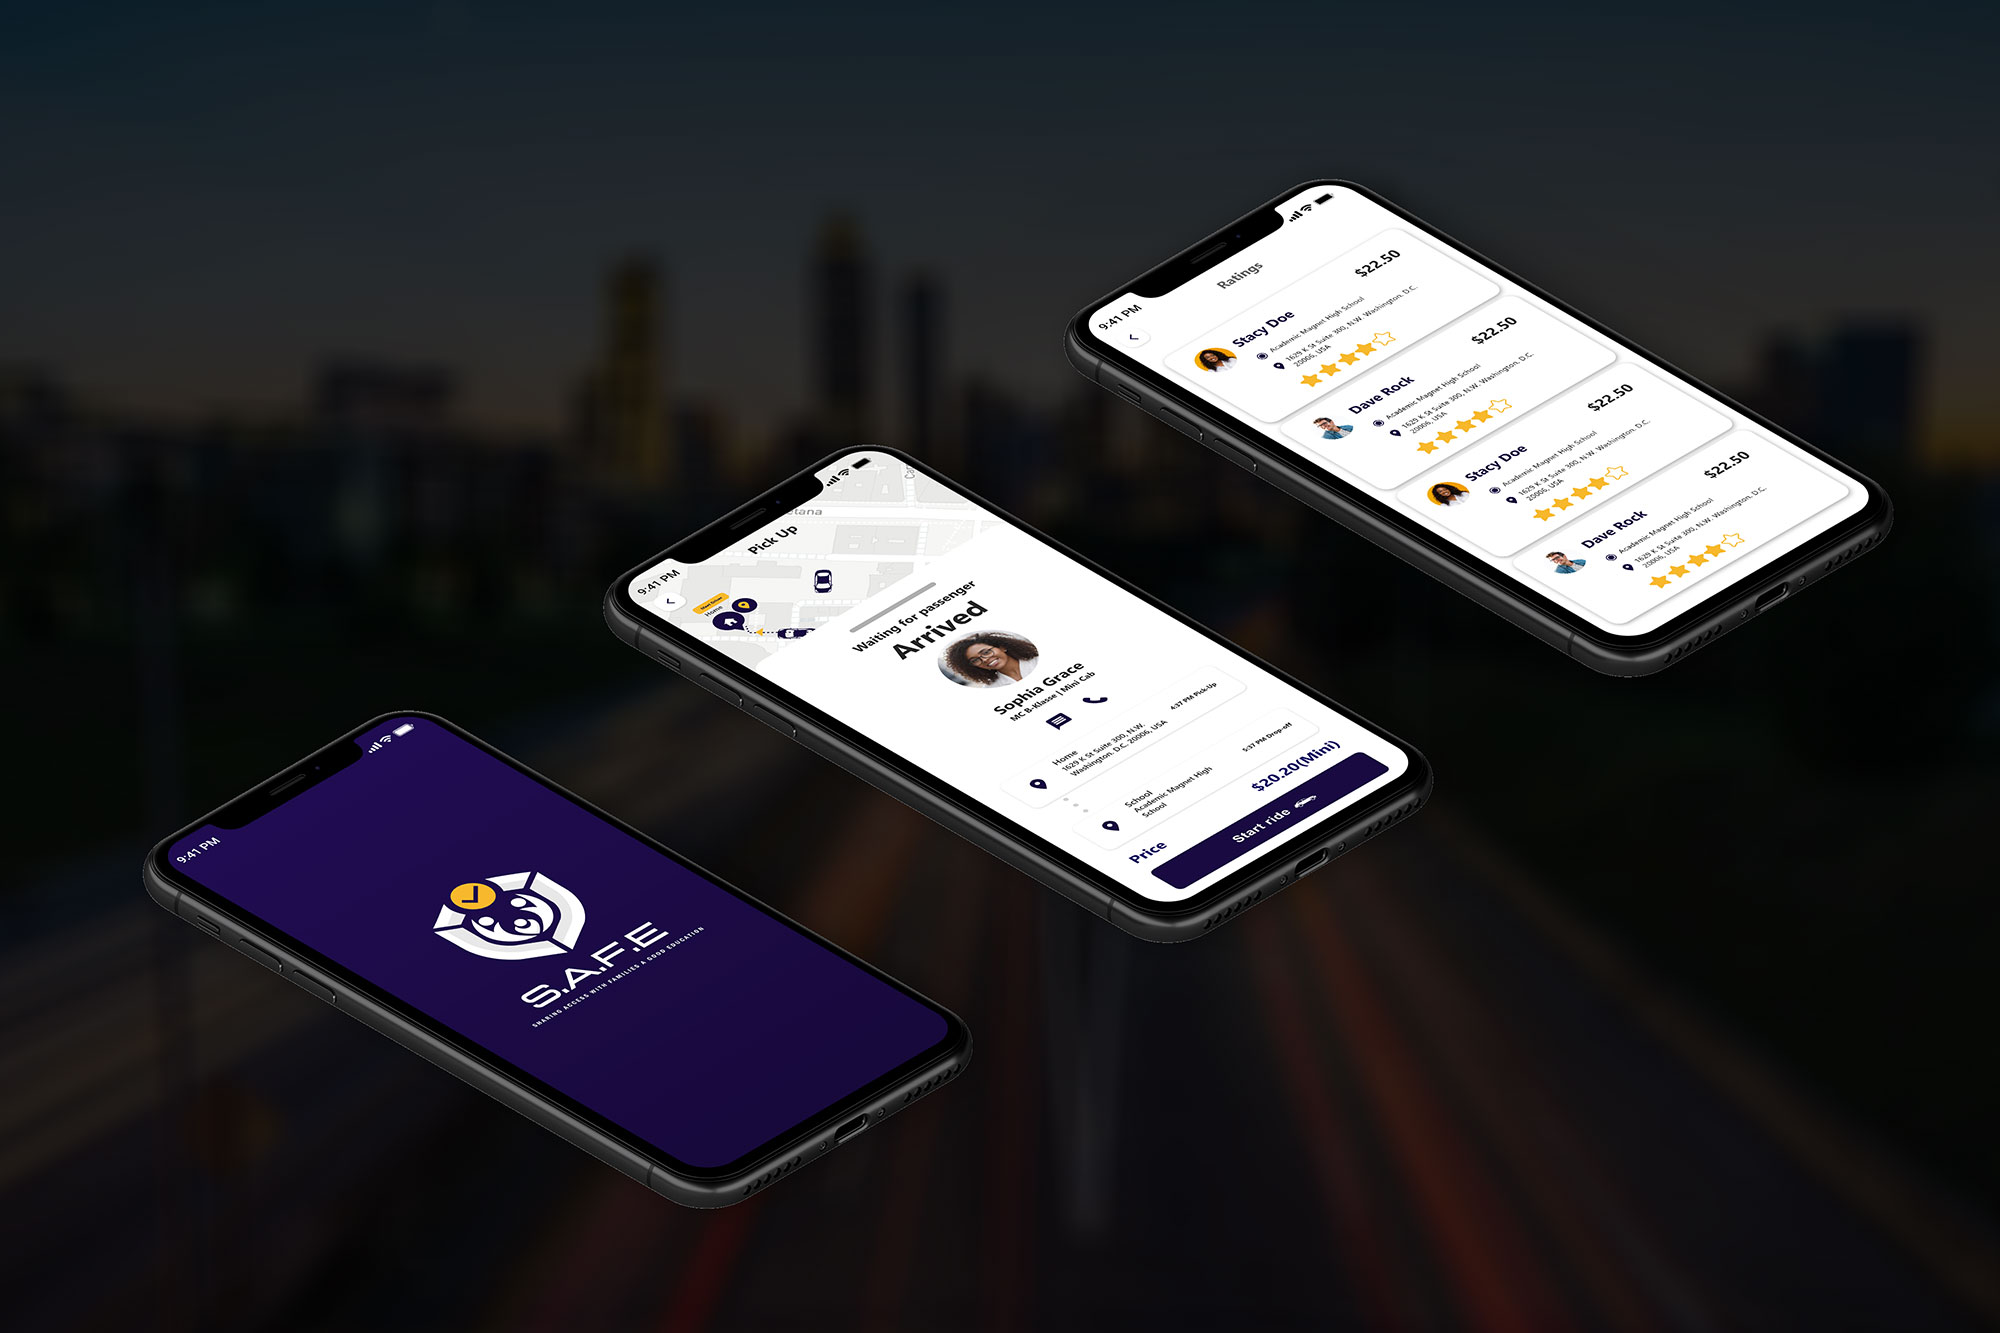 9:41 PM
S.A.F.E
SHARING ACCESS WITH FAMILIES A GOOD EDUCATION
9:41 PM
Pick Up
etana
Home
Waiting for passenger
Arrived
Sophia Grace
MC B-Klasse | Mini Cab
Home
1629 K St Suite 300, N.W.
Washington. D.C. 20006, USA
4:37 PM Pick-Up
School
Academic Magnet High
School
5:37 PM Drop-off
Price
$20.20(Mini)
Start ride
9:41 PM
Ratings
Stacy Doe
$22.50
Academic Magnet High School
1629 K St Suite 300, N.W. Washington. D.C.
20006, USA
Dave Rock
$22.50
Academic Magnet High School
1629 K St Suite 300, N.W. Washington. D.C.
20006, USA
Stacy Doe
$22.50
Academic Magnet High School
1629 K St Suite 300, N.W. Washington. D.C.
20006, USA
Dave Rock
$22.50
Academic Magnet High School
1629 K St Suite 300, N.W. Washington. D.C.
20006, USA